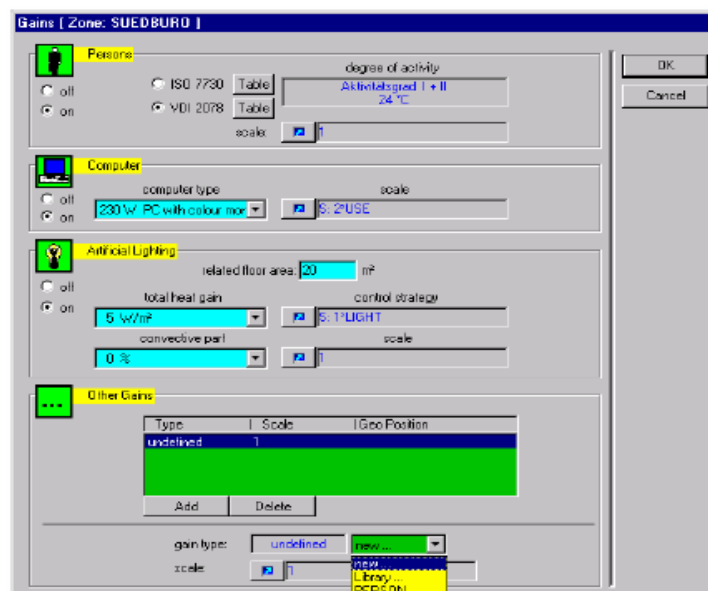 Gains [ Zone: SUEDBURO ]
Persons
degree of activity
off
on
ISO 7730 Table
VDI 2078 Table
Aktivitätsgrad I + II
24 °C
scale: 1
OK
Cancel
Computer
computer type scale
off
on
230 W PC with colour mor
S: 2*USE
Artificial Lighting
related floor area: 20 m²
off
on
total heat gain control strategy
5 W/m² S: 1*LIGHT
convective part scale
0 % 1
...
Other Gains
Type Scale Geo Position
undefined 1
Add Delete
gain type: undefined new ...
scale: 1
new ...
Library ...
PERSON